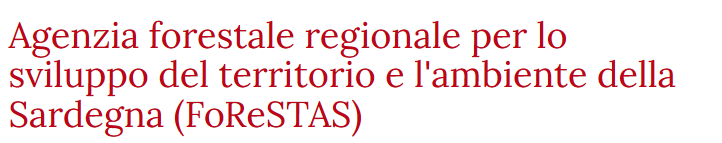 Agenzia forestale regionale per lo
sviluppo del territorio e l'ambiente della
Sardegna (FoReSTAS)